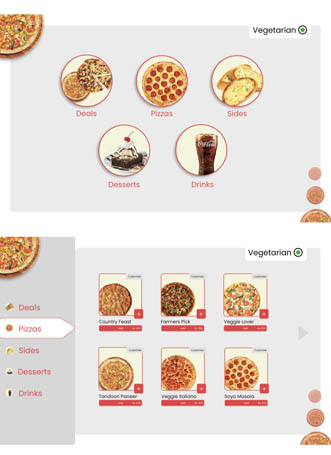 Vegetarian
Deals
Pizzas
Sides
Desserts
Drinks
Vegetarian
Deals
Pizzas
Sides
Desserts
Drinks
Country Feast
Farmers Pick
Veggie Lover
Tandoori Paneer
Veggie Italiano
Soya Masala